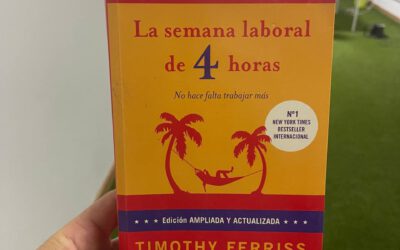 La semana laboral
de 4 horas
No hace falta trabajar más
Nº1
NEW YORK TIMES
BESTSELLER
INTERNACIONAL
★ ★ ★ Edición AMPLIADA Y ACTUALIZADA ★ ★ ★
TIMOTHY FERRISS